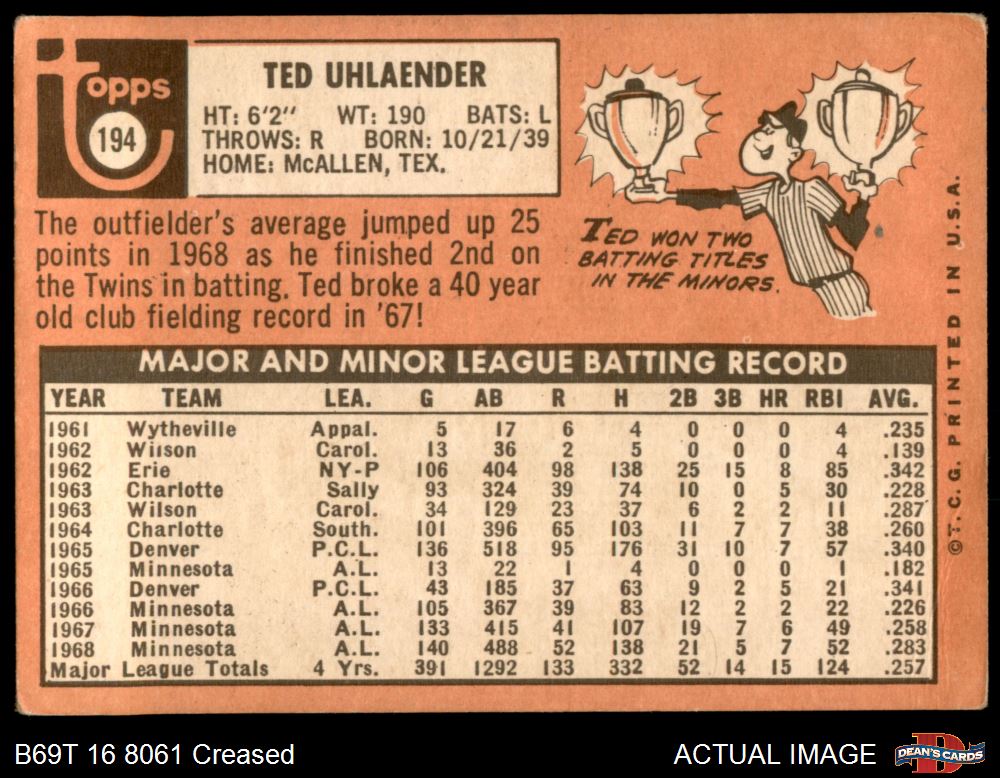 topps
194
TED UHLAENDER
HT: 6'2" WT: 190 BATS: L
THROWS: R BORN: 10/21/39
HOME: McALLEN, TEX.
The outfielder's average jumped up 25
points in 1968 as he finished 2nd on
the Twins in batting. Ted broke a 40 year
old club fielding record in '67!
TED WON TWO
BATTING TITLES
IN THE MINORS.
MAJOR AND MINOR LEAGUE BATTING RECORD
YEAR TEAM LEA. G AB R H 2B 3B HR RBI AVG.
1961 Wytheville Appal. 5 17 6 4 0 0 0 4 .235
1962 Wilson Carol. 13 36 2 5 0 0 0 4 .139
1962 Erie NY-P 106 404 98 138 25 15 8 85 .342
1963 Charlotte Sally 93 324 39 74 10 0 5 30 .228
1963 Wilson Carol. 34 129 23 37 6 2 2 11 .287
1964 Charlotte South. 101 396 65 103 11 7 7 38 .260
1965 Denver P.C.L. 136 518 95 176 31 10 7 57 .340
1965 Minnesota A.L. 13 22 1 4 0 0 0 1 .182
1966 Denver P.C.L. 43 185 37 63 9 2 5 21 .341
1966 Minnesota A.L. 105 367 39 83 12 2 2 22 .226
1967 Minnesota A.L. 133 415 41 107 19 7 6 49 .258
1968 Minnesota A.L. 140 488 52 138 21 5 7 52 .283
Major League Totals 4 Yrs. 391 1292 133 332 52 14 15 124 .257
©T.C.G. PRINTED IN U.S.A.
B69T 16 8061 Creased
ACTUAL IMAGE
D
DEAN'S CARDS